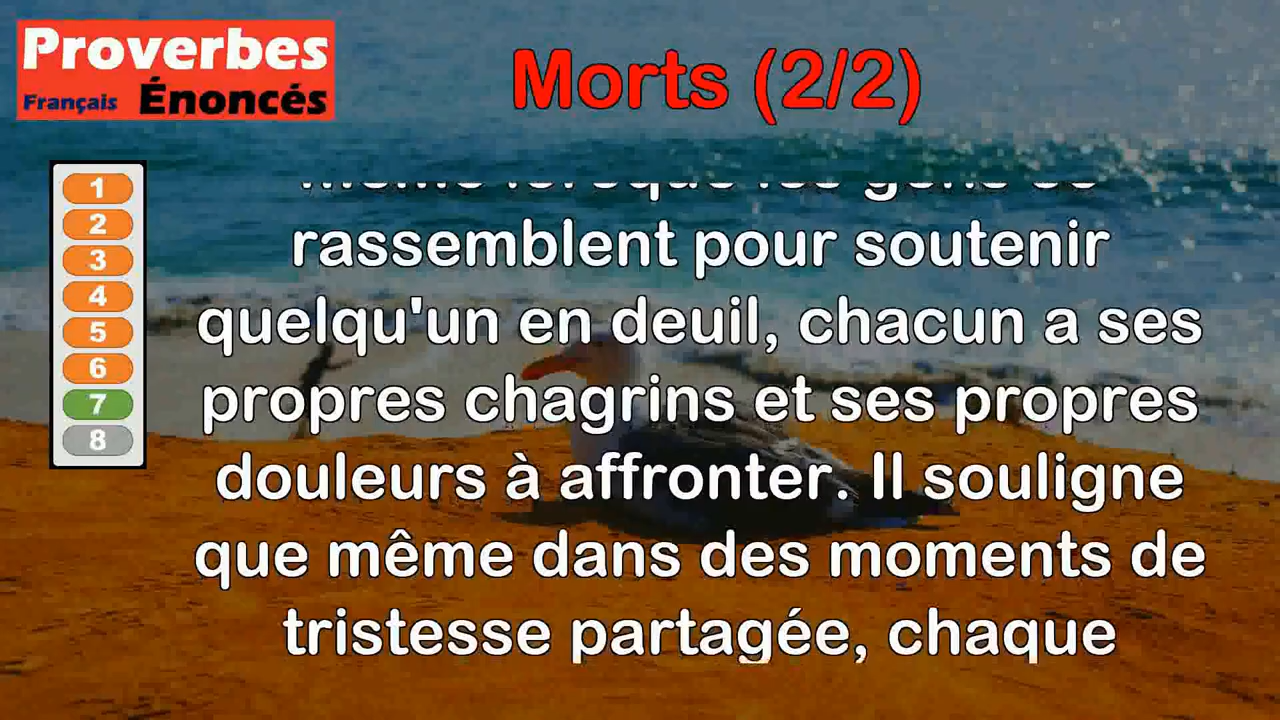 Proverbes
Français Énoncés
Morts (2/2)
1
2
3
4
5
6
7
8
rassemblent pour soutenir
quelqu'un en deuil, chacun a ses
propres chagrins et ses propres
douleurs à affronter. Il souligne
que même dans des moments de
tristesse partagée, chaque